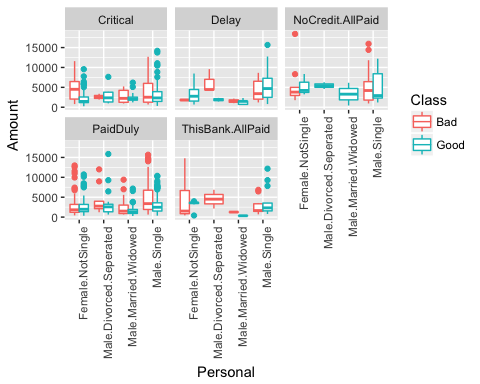 Critical
Delay
NoCredit.AllPaid
Amount
15000
10000
5000
0
PaidDuly
ThisBank.AllPaid
15000
10000
5000
0
Female.NotSingle
Male.Divorced.Seperated
Male.Married.Widowed
Male.Single
Female.NotSingle
Male.Divorced.Seperated
Male.Married.Widowed
Male.Single
Female.NotSingle
Male.Divorced.Seperated
Male.Married.Widowed
Male.Single
Personal
Class
Bad
Good